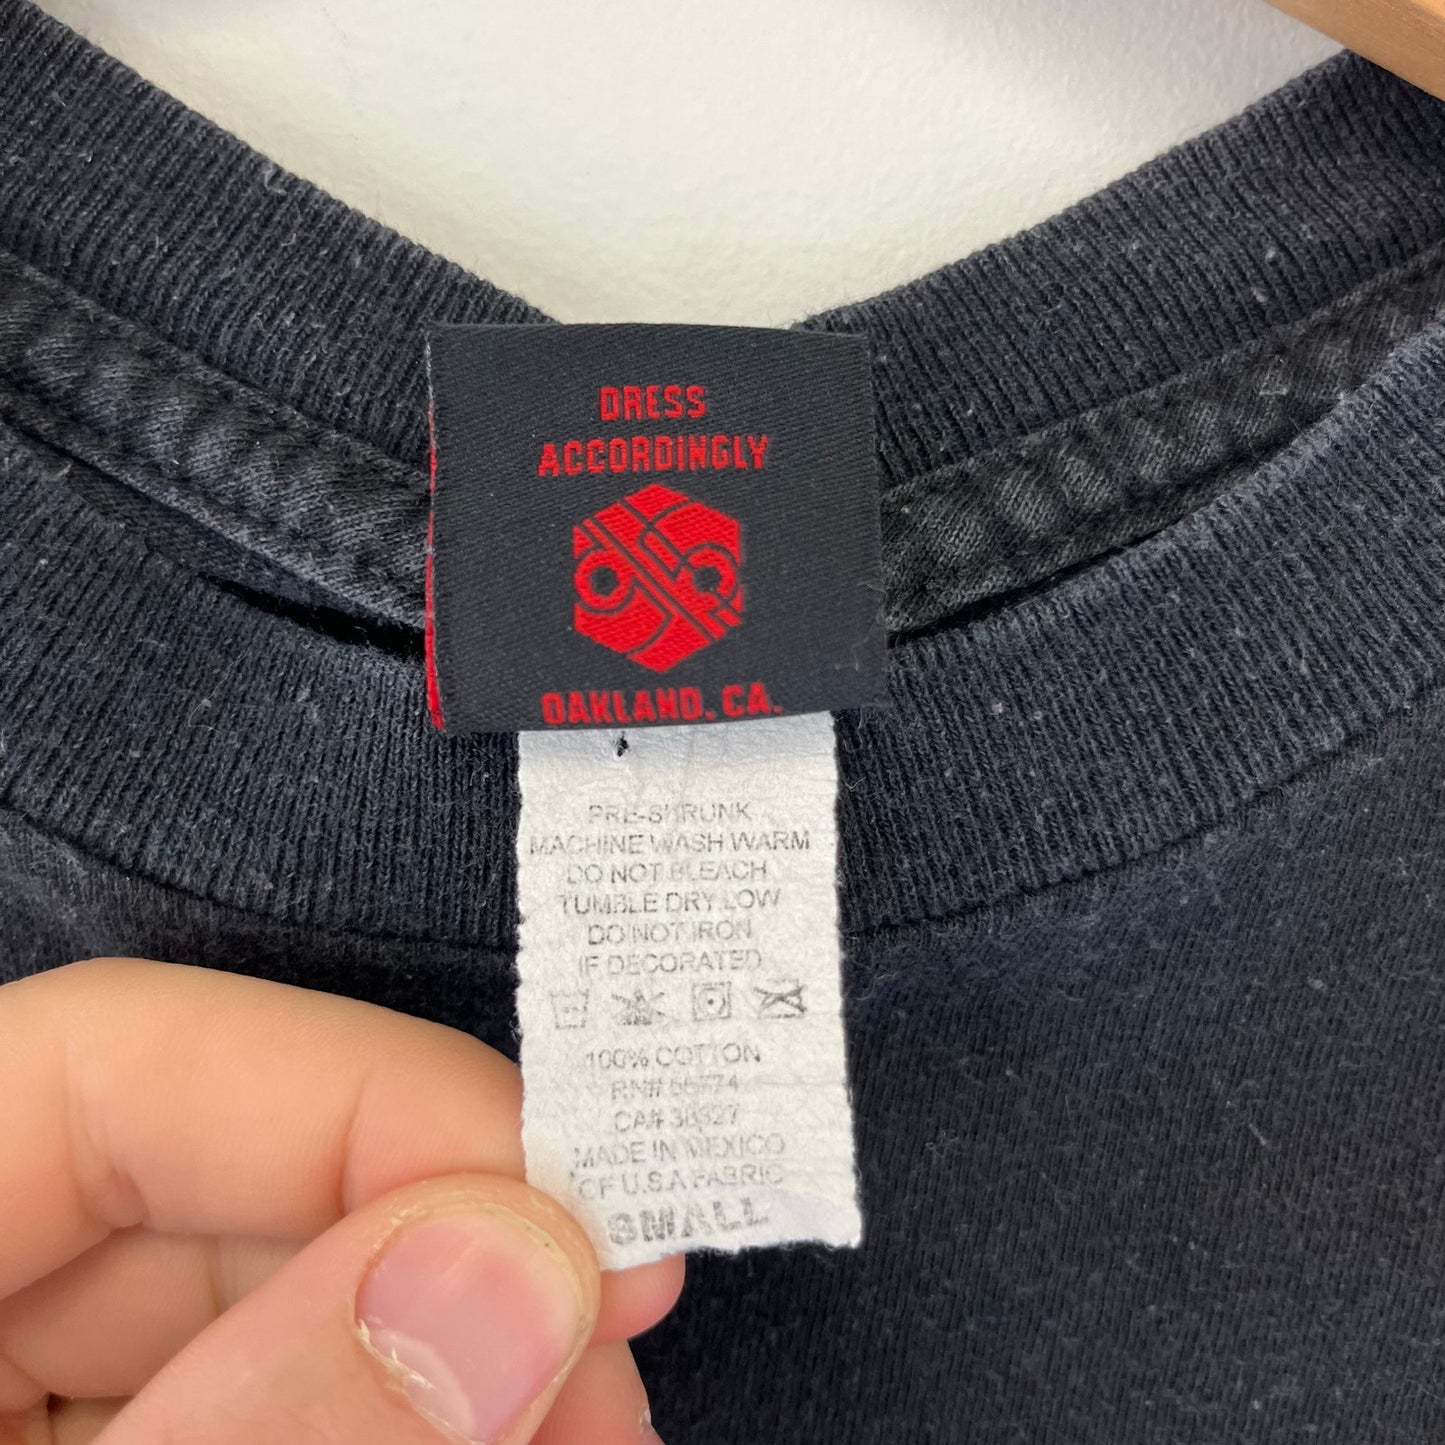 DRESS
ACCORDINGLY
OAKLAND, CA.
PRE-SHRUNK
MACHINE WASH WARM
DO NOT BLEACH
TUMBLE DRY LOW
DO NOT IRON
IF DECORATED
100% COTTON
RN#
CA#
MADE IN MEXICO
OF U.S.A FABRIC
SMALL